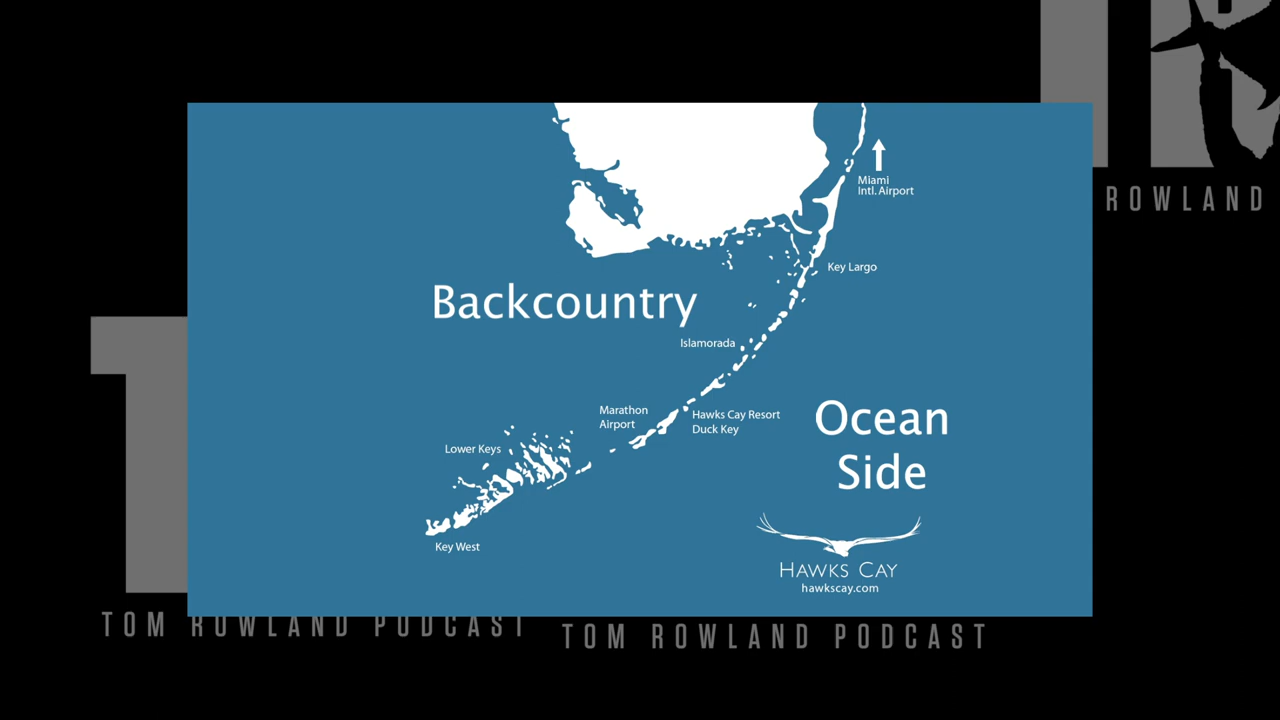 ROWLAND
Miami
Intl. Airport
Key Largo
Backcountry
Islamorada
Marathon
Airport
Hawks Cay Resort
Duck Key
Ocean
Side
Lower Keys
Key West
HAWKS CAY
hawkscay.com
TOM ROWLAND PODCAST
TOM ROWLAND PODCAST